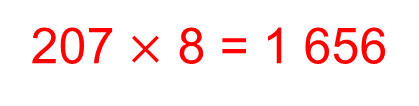 207 × 8 = 1 656